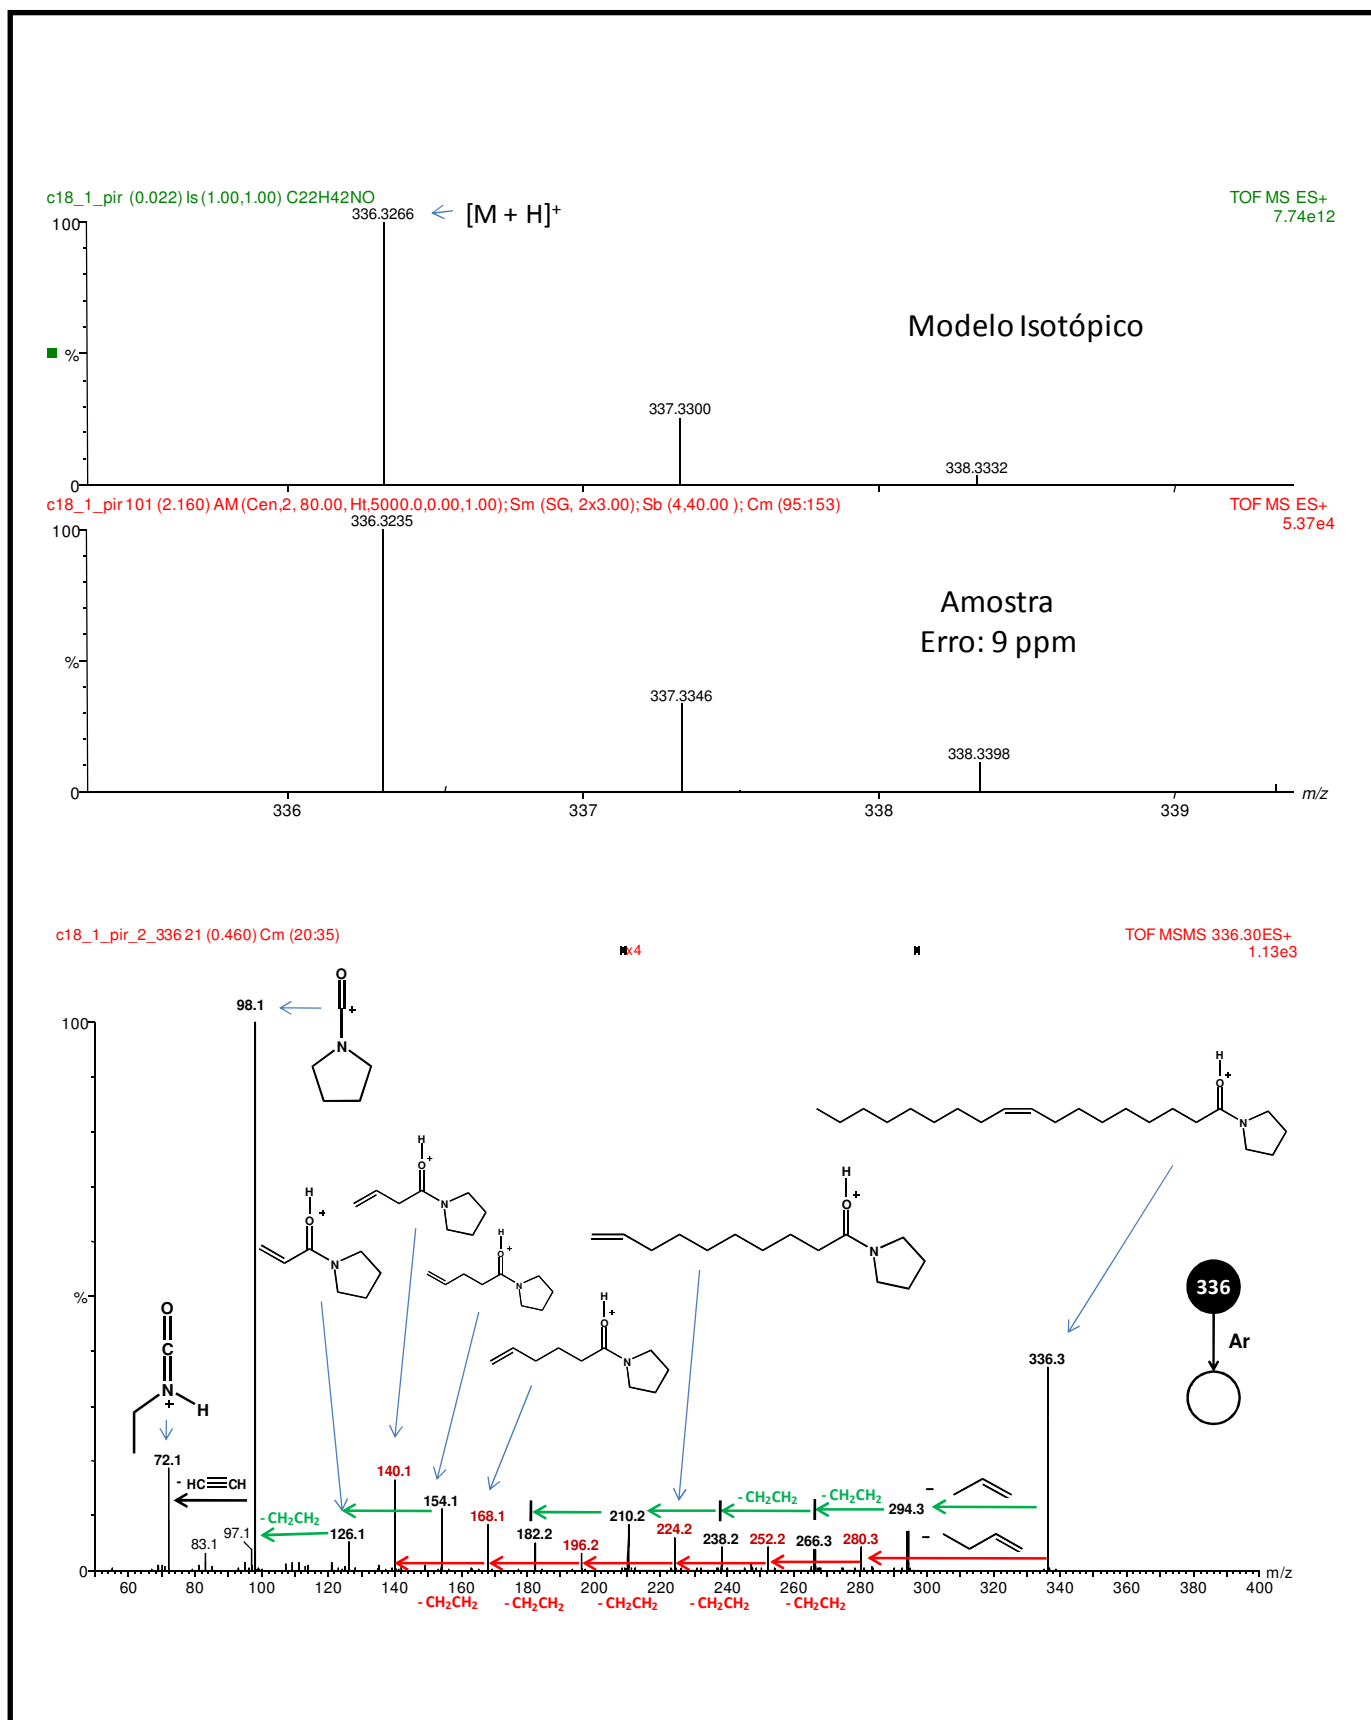 c18_1_pir (0.022) Is (1.00,1.00) C22H42NO
TOF MS ES+
7.74e12
336.3266
[M + H]⁺
100
Modelo Isotópico
%
337.3300
338.3332
0
c18_1_pir 101 (2.160) AM (Cen,2, 80.00, Ht,5000.0,0.00,1.00); Sm (SG, 2x3.00); Sb (4,40.00 ); Cm (95:153)
TOF MS ES+
5.37e4
336.3235
100
Amostra
Erro: 9 ppm
%
337.3346
338.3398
0
m/z
336 337 338 339
c18_1_pir_2_336 21 (0.460) Cm (20:35)
TOF MSMS 336.30ES+
1.13e3
x4
O
+
N
98.1
100
H
O
+
N
H
O
+
N
H
O
+
N
H
O
+
N
H
O
+
N
H
O
+
N
%
O
C
N
+
H
336
Ar
336.3
72.1
- HC≡CH
- CH₂CH₂
83.1
97.1
126.1
140.1
154.1
168.1
182.2
196.2
210.2
224.2
238.2
- CH₂CH₂
252.2
266.3
- CH₂CH₂
280.3
294.3
–
–
0
60 80 100 120 140 160 180 200 220 240 260 280 300 320 340 360 380 400
m/z
- CH₂CH₂ - CH₂CH₂ - CH₂CH₂ - CH₂CH₂ - CH₂CH₂